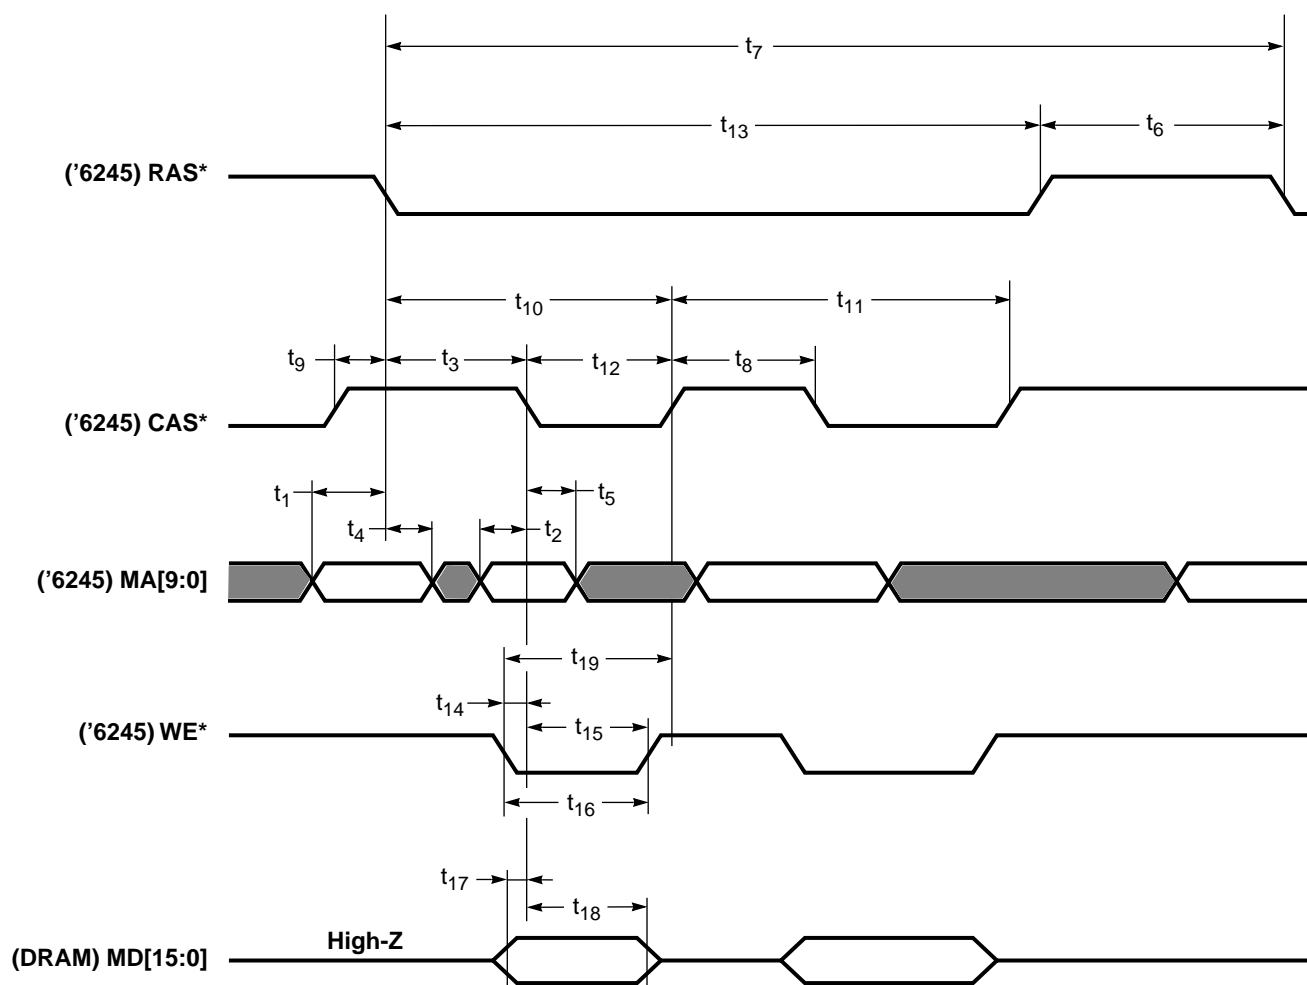 t7
t13
t6
('6245) RAS*
t10
t11
t9
t3
t12
t8
('6245) CAS*
t1
t5
t4
t2
('6245) MA[9:0]
t19
t14
t15
('6245) WE*
t16
t17
t18
High-Z
(DRAM) MD[15:0]